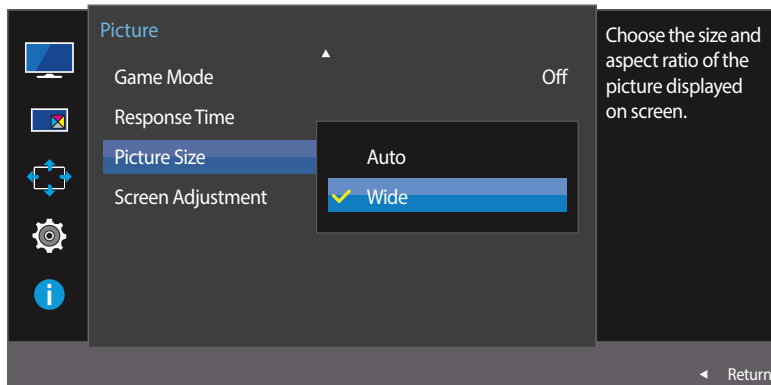 Picture
Game Mode Off
Response Time
Picture Size
Auto
Screen Adjustment
Wide
Choose the size and
aspect ratio of the
picture displayed
on screen.
Return